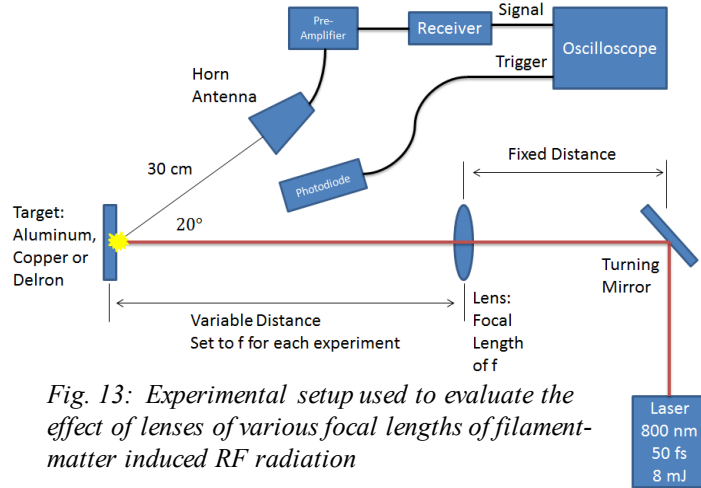 Pre-
Amplifier
Receiver
Signal
Oscilloscope
Trigger
Horn
Antenna
30 cm
Photodiode
Fixed Distance
Target:
Aluminum,
Copper or
Delron
20°
Turning
Mirror
Variable Distance
Set to f for each experiment
Lens:
Focal
Length
of f
Fig. 13: Experimental setup used to evaluate the
effect of lenses of various focal lengths of filament-
matter induced RF radiation
Laser
800 nm
50 fs
8 mJ